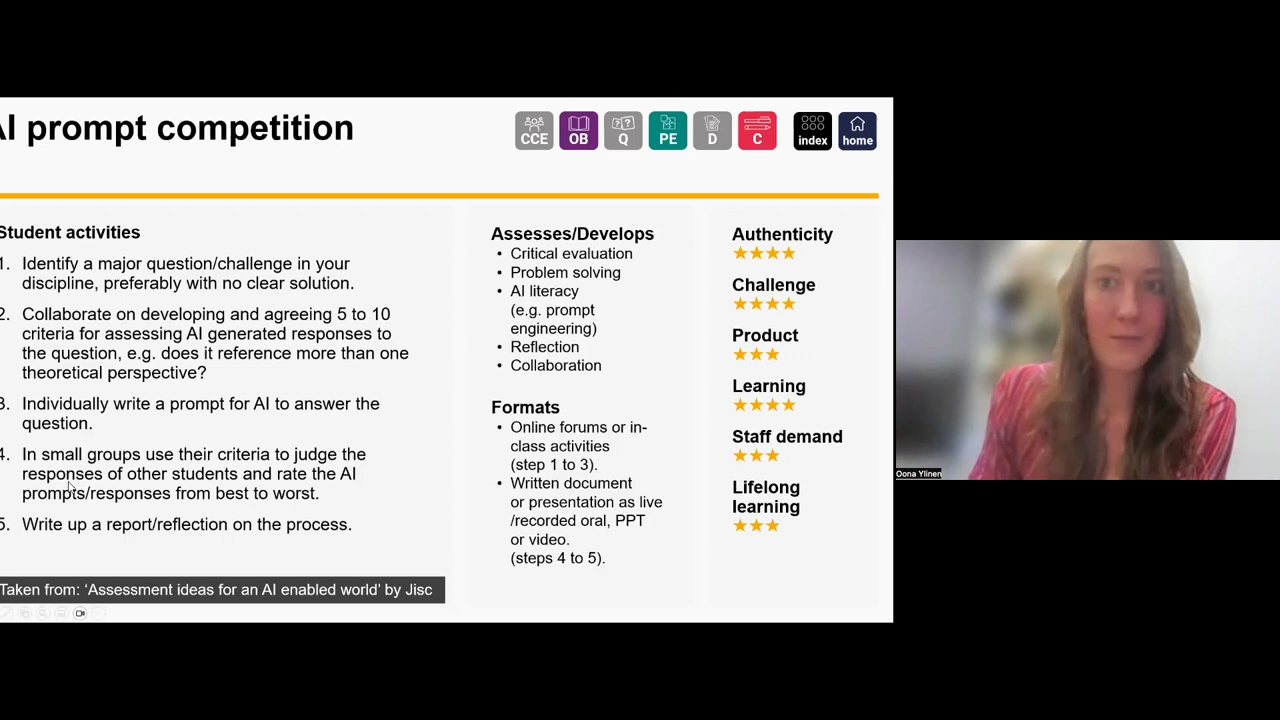 AI prompt competition
CCE
OB
Q
PE
D
C
index
home
Student activities
1. Identify a major question/challenge in your
discipline, preferably with no clear solution.
2. Collaborate on developing and agreeing 5 to 10
criteria for assessing AI generated responses to
the question, e.g. does it reference more than one
theoretical perspective?
3. Individually write a prompt for AI to answer the
question.
4. In small groups use their criteria to judge the
responses of other students and rate the AI
prompts/responses from best to worst.
5. Write up a report/reflection on the process.
Taken from: ‘Assessment ideas for an AI enabled world’ by Jisc
Assesses/Develops
• Critical evaluation
• Problem solving
• AI literacy
(e.g. prompt
engineering)
• Reflection
• Collaboration
Formats
• Online forums or in-
class activities
(step 1 to 3).
• Written document
or presentation as live
/recorded oral, PPT
or video.
(steps 4 to 5).
Authenticity
★★★★
Challenge
★★★★
Product
★★★
Learning
★★★★
Staff demand
★★★
Lifelong
learning
★★★
Oona Ylinen